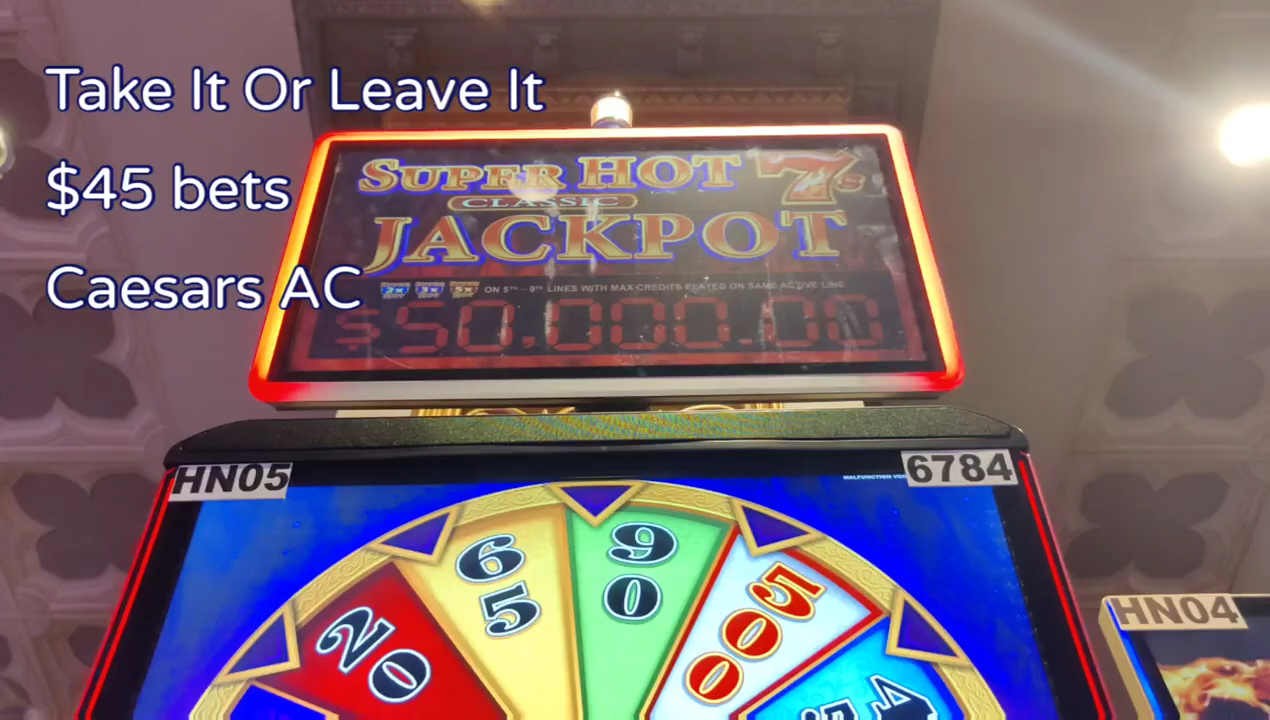 Take It Or Leave It
$45 bets
Caesars AC
SUPER HOT 7s
CLASSIC
JACKPOT
ON 5TH - 9TH LINES WITH MAX CREDITS PLAYED ON SAME ACTIVE LINE
$50,000.00
HN05
6784
20
65
90
500
HN04